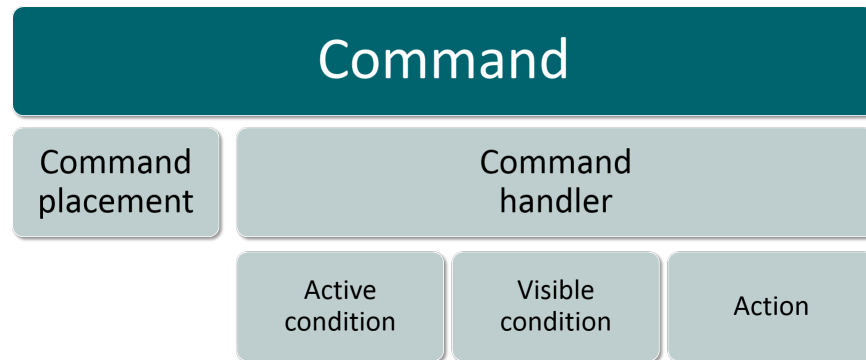 Command
Command
placement
Command
handler
Active
condition
Visible
condition
Action